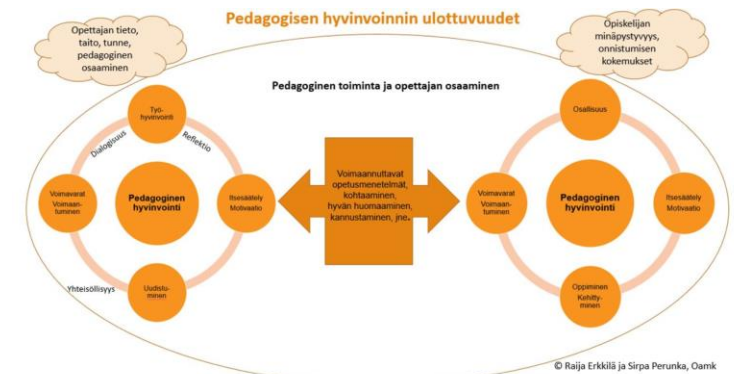 Pedagogisen hyvinvoinnin ulottuvuudet
Opettajan tieto,
taito, tunne,
pedagoginen
osaaminen
Opiskelijan
minäpystyvyys,
onnistumisen
kokemukset
Pedagoginen toiminta ja opettajan osaaminen
Työ-
hyvinvointi
Dialogisuus
Reflektio
Voimavarat
Voimaan-
tuminen
Pedagoginen
hyvinvointi
Itsesäätely
Motivaatio
Yhteisöllisyys
Uudistu-
minen
Voimaannuttavat
opetusmenetelmät,
kohtaaminen,
hyvän huomaaminen,
kannustaminen, jne.
Osallisuus
Voimavarat
Voimaan-
tuminen
Pedagoginen
hyvinvointi
Itsesäätely
Motivaatio
Oppiminen
Kehitty-
minen
© Raija Erkkilä ja Sirpa Perunka, Oamk